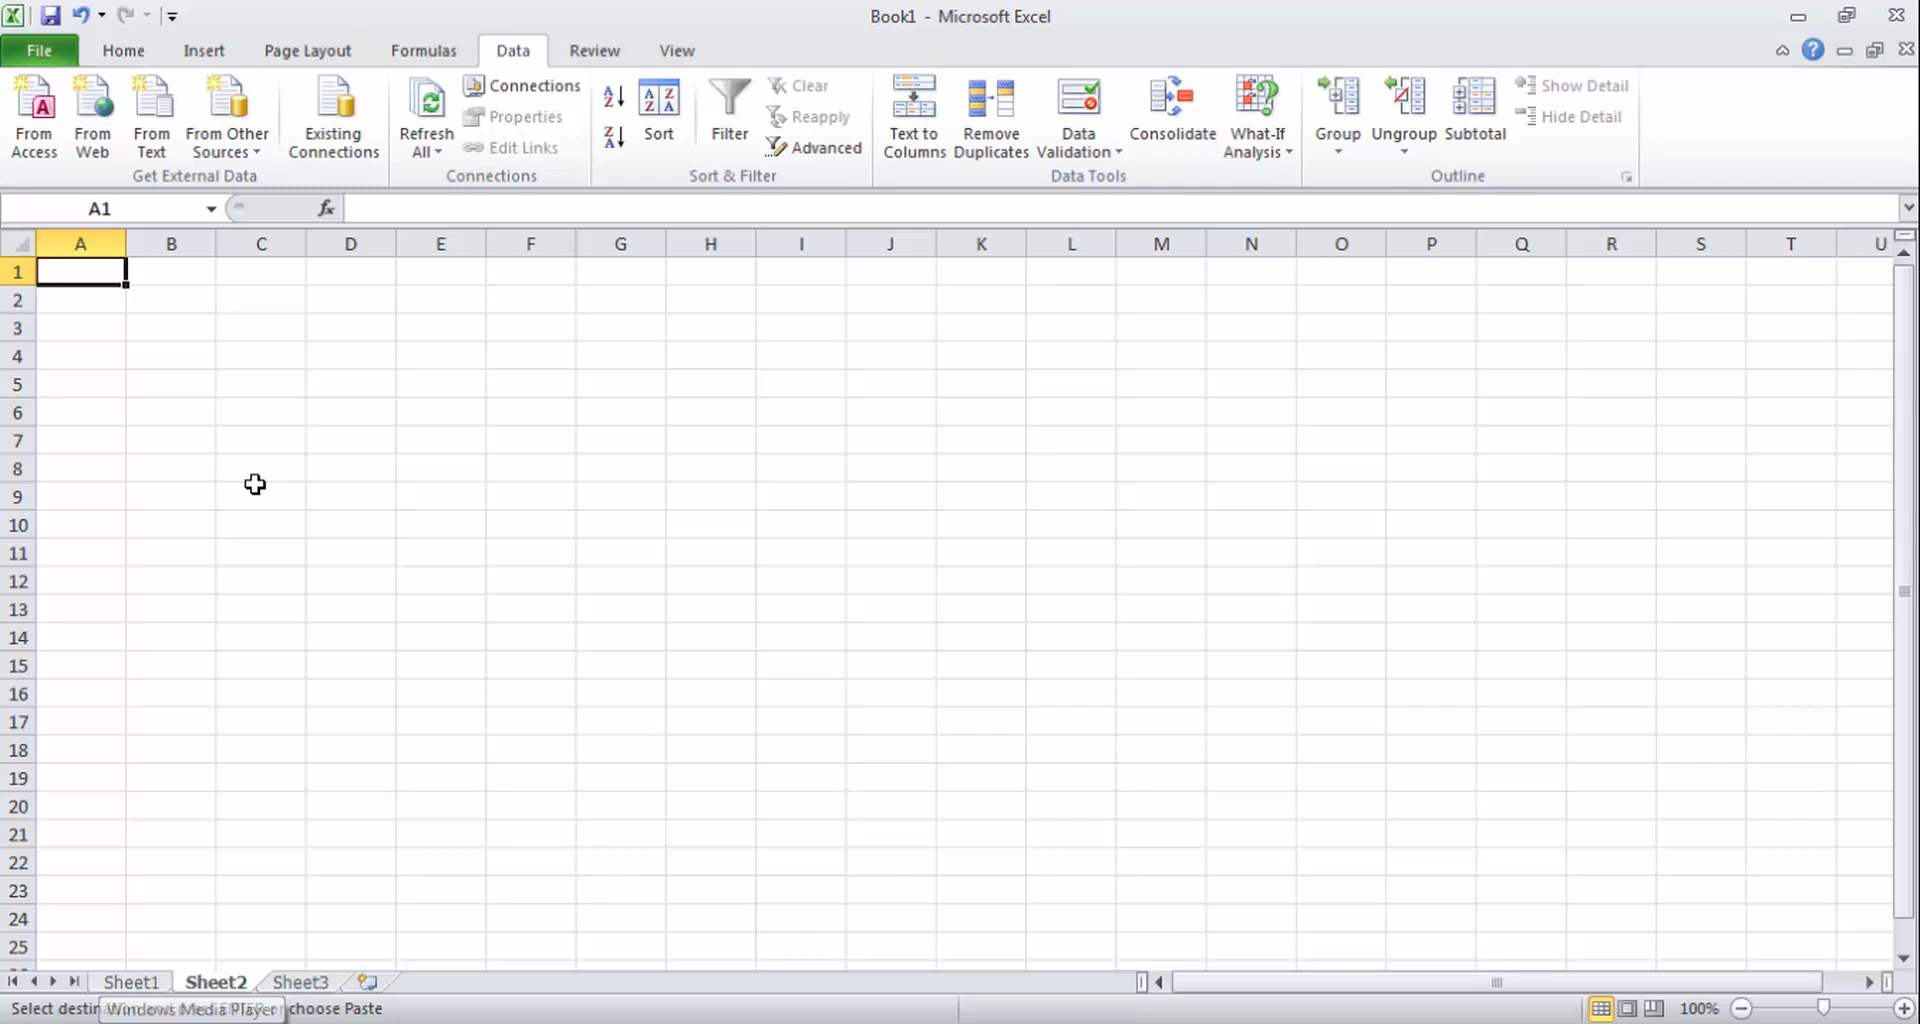 Book1 - Microsoft Excel
File Home Insert Page Layout Formulas Data Review View
From Access
From Web
From Text
From Other Sources
Existing Connections
Get External Data
Refresh All
Connections
Properties
Edit Links
Connections
Sort
Filter
Clear
Reapply
Advanced
Sort & Filter
Text to Columns
Remove Duplicates
Data Validation
Consolidate
What-If Analysis
Data Tools
Group
Ungroup
Subtotal
Show Detail
Hide Detail
Outline
A1 fx
A B C D E F G H I J K L M N O P Q R S T U
1
2
3
4
5
6
7
8
9
10
11
12
13
14
15
16
17
18
19
20
21
22
23
24
25
Sheet1 Sheet2 Sheet3
Select choose Paste 100%
Windows Media Player